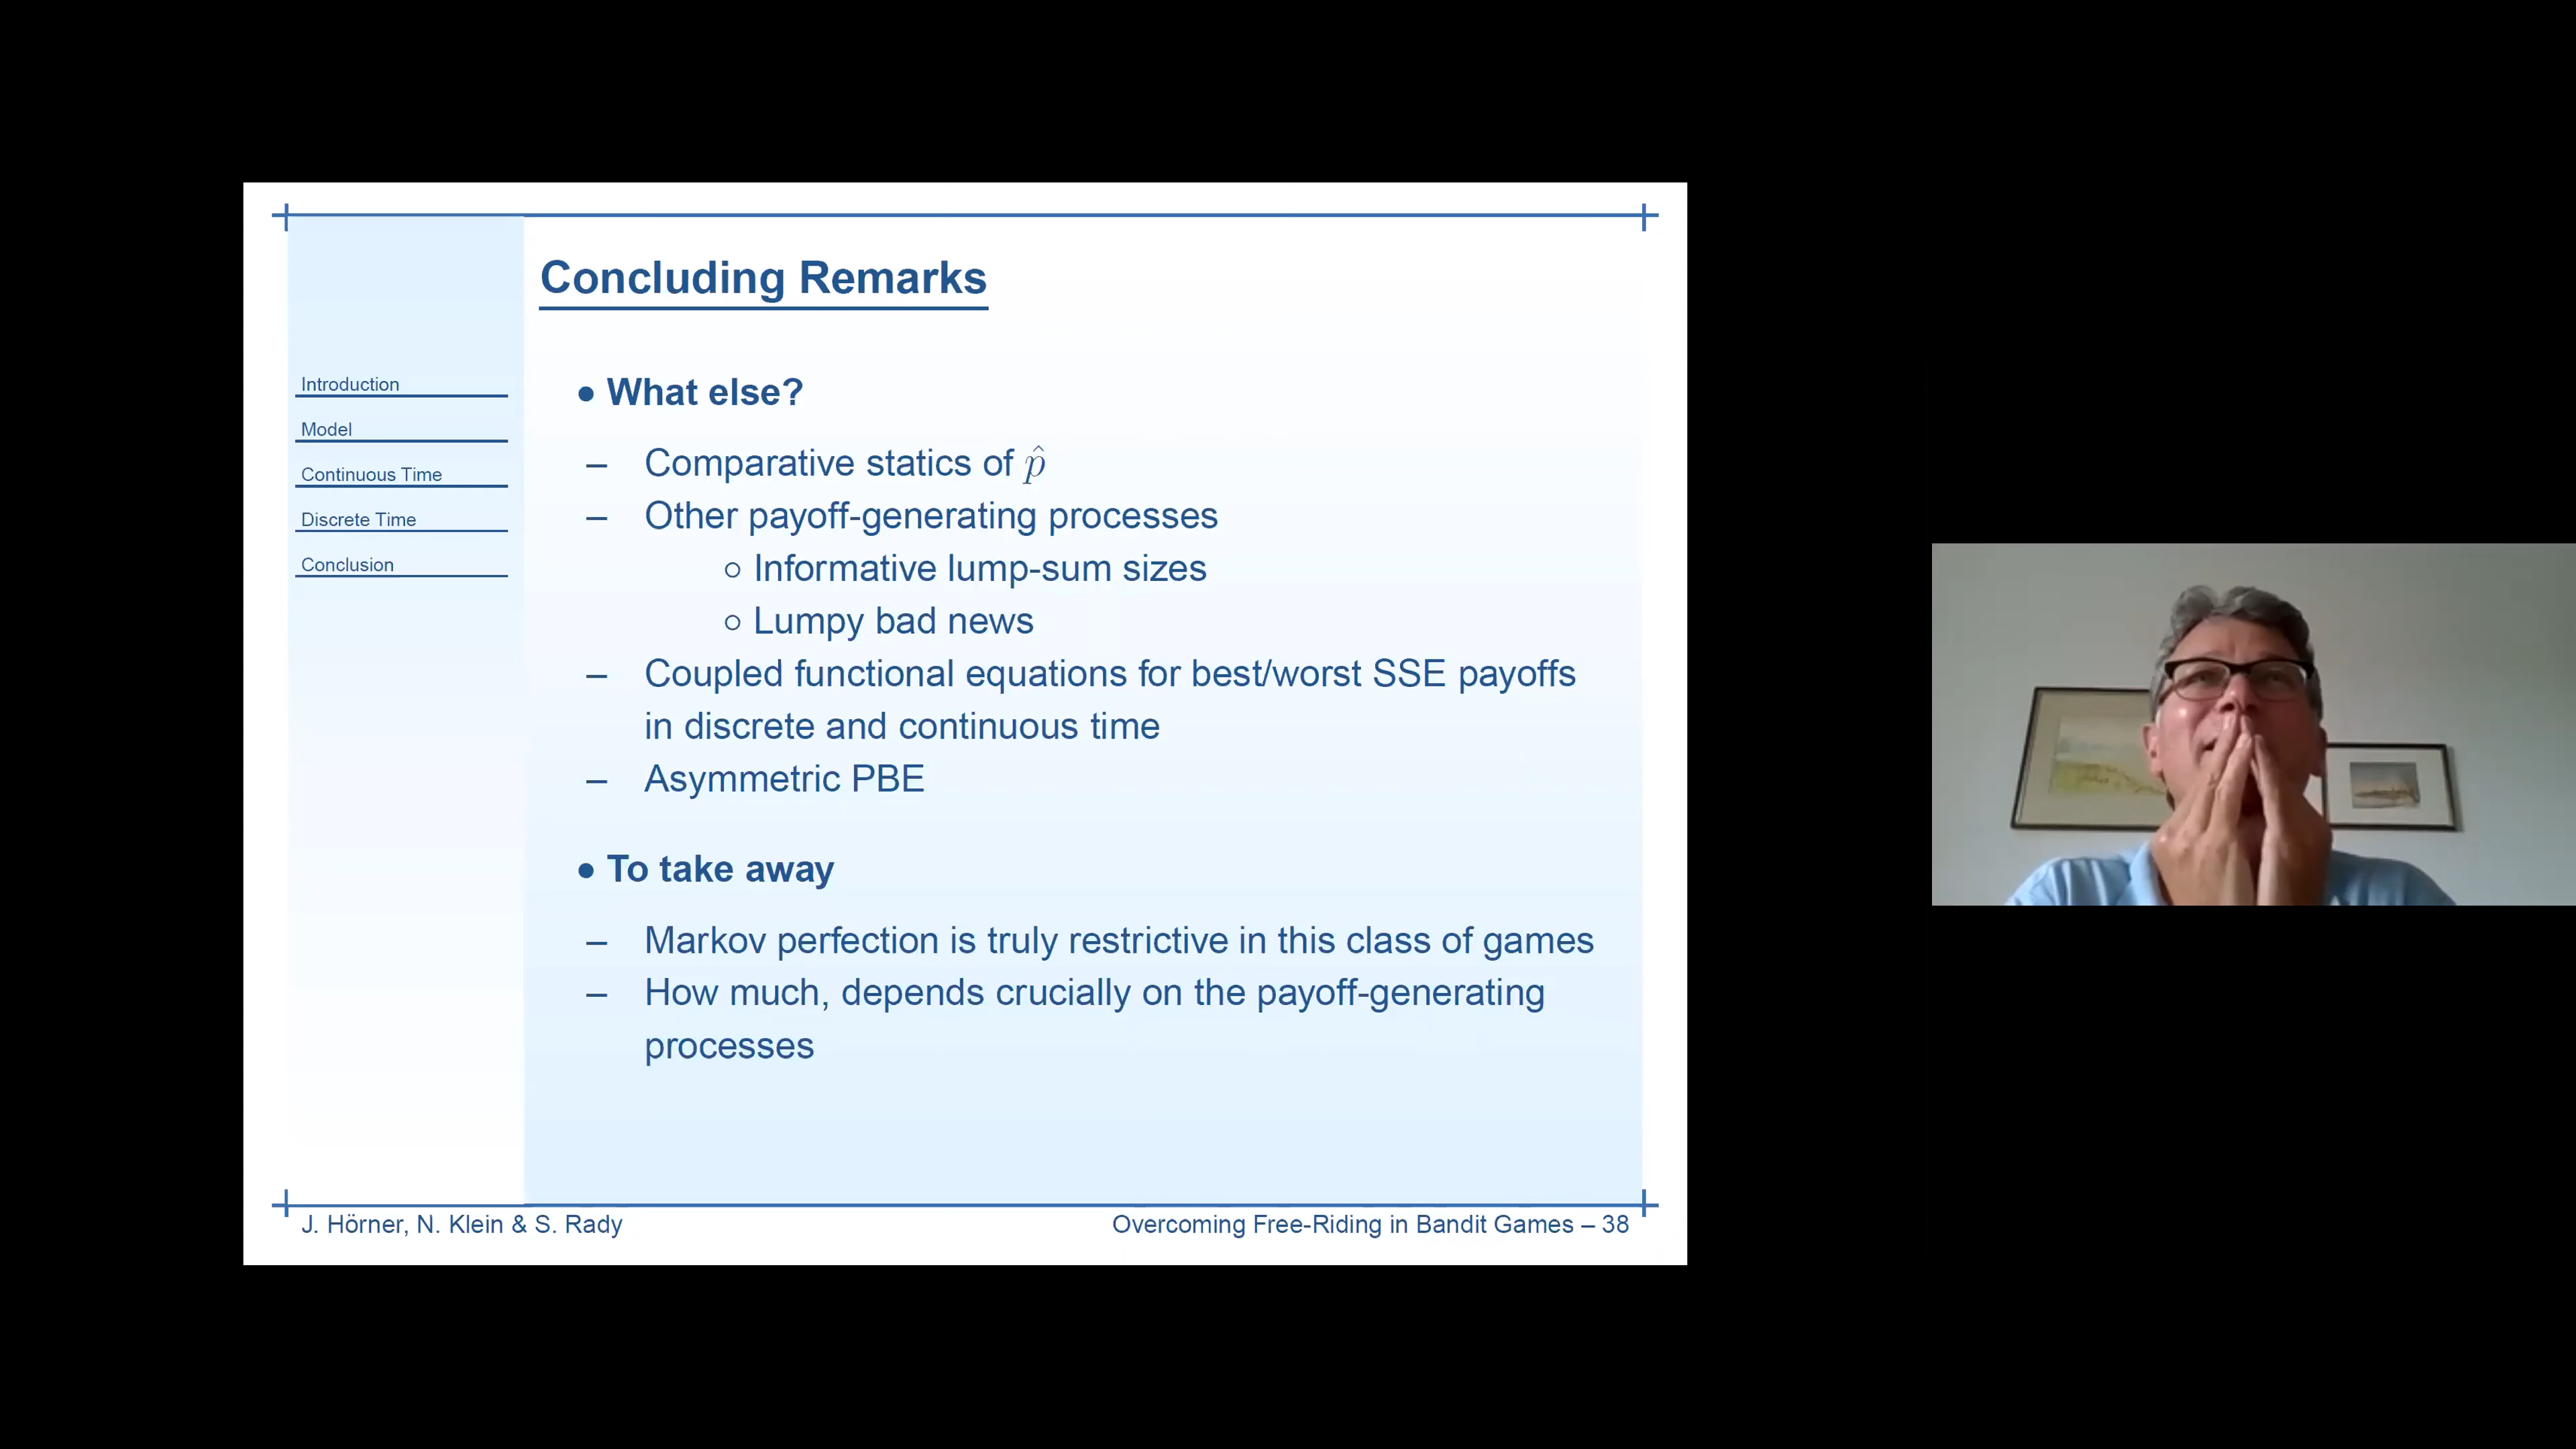 Concluding Remarks
Introduction
Model
Continuous Time
Discrete Time
Conclusion
● What else?
– Comparative statics of p̂
– Other payoff-generating processes
○ Informative lump-sum sizes
○ Lumpy bad news
– Coupled functional equations for best/worst SSE payoffs
in discrete and continuous time
– Asymmetric PBE
● To take away
– Markov perfection is truly restrictive in this class of games
– How much, depends crucially on the payoff-generating
processes
J. Hörner, N. Klein & S. Rady
Overcoming Free-Riding in Bandit Games – 38